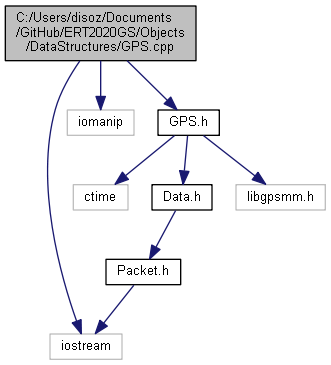 C:/Users/disoz/Documents
/GitHub/ERT2020GS/Objects
/DataStructures/GPS.cpp
iomanip
GPS.h
ctime
Data.h
libgpsmm.h
Packet.h
iostream